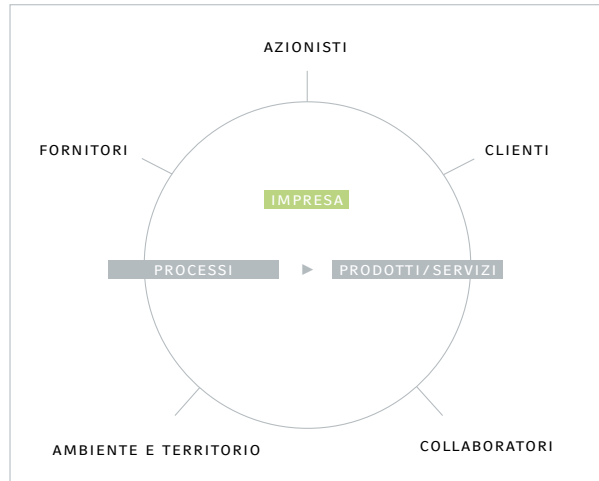 AZIONISTI
FORNITORI
CLIENTI
IMPRESA
PROCESSI
PRODOTTI/SERVIZI
AMBIENTE E TERRITORIO
COLLABORATORI